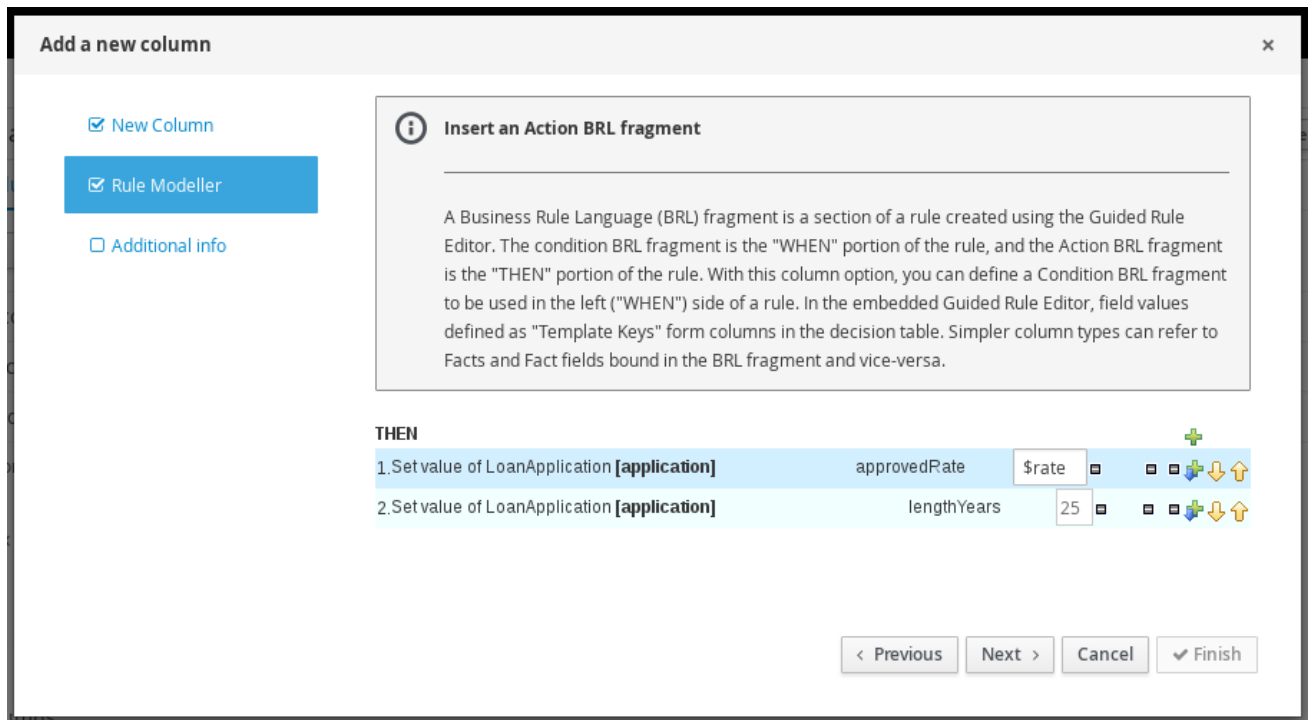 Add a new column
New Column
Rule Modeller
Additional info
Insert an Action BRL fragment
A Business Rule Language (BRL) fragment is a section of a rule created using the Guided Rule
Editor. The condition BRL fragment is the "WHEN" portion of the rule, and the Action BRL fragment
is the "THEN" portion of the rule. With this column option, you can define a Condition BRL fragment
to be used in the left ("WHEN") side of a rule. In the embedded Guided Rule Editor, field values
defined as "Template Keys" form columns in the decision table. Simpler column types can refer to
Facts and Fact fields bound in the BRL fragment and vice-versa.
THEN
1.Set value of LoanApplication [application] approvedRate $rate
2.Set value of LoanApplication [application] lengthYears 25
Previous Next Cancel Finish